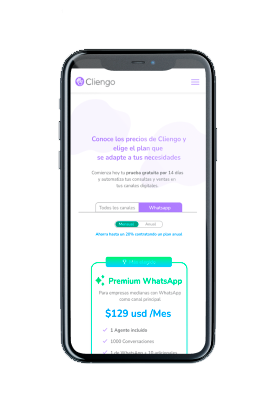 Cliengo
Conoce los precios de Cliengo y
elige el plan que
se adapte a tus necesidades
Comienza hoy tu prueba gratuita por 14 días
y automatiza tus consultas y ventas en
tus canales digitales.
Todos los canales
Whatsapp
Mensual
Anual
Ahorra hasta un 20% contratando un plan anual
Premium WhatsApp
Para empresas medianas con WhatsApp
como canal principal
$129 usd /Mes
1 Agente incluido
1000 Conversaciones
1 de WhatsApp + 10 adicionales